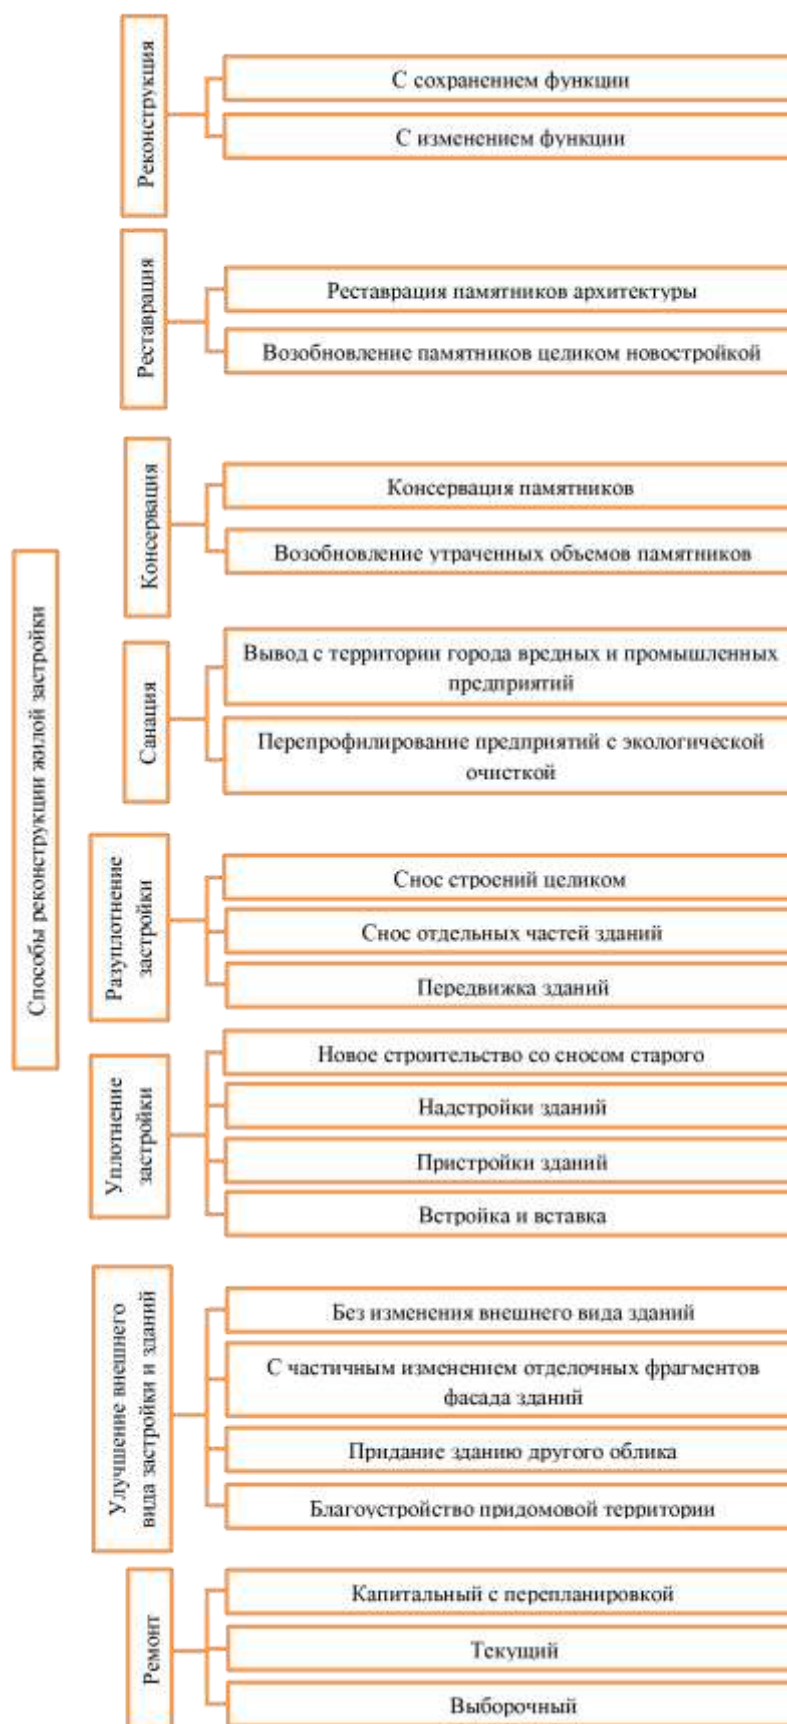 Способы реконструкции жилой застройки
Реконструкция
С сохранением функции
С изменением функции
Реставрация
Реставрация памятников архитектуры
Возобновление памятников целиком новостройкой
Консервация
Консервация памятников
Возобновление утраченных объемов памятников
Санация
Вывод с территории города вредных и промышленных
предприятий
Перепрофилирование предприятий с экологической
очисткой
Разуплотнение
застройки
Снос строений целиком
Снос отдельных частей зданий
Передвижка зданий
Уплотнение
застройки
Новое строительство со сносом старого
Надстройки зданий
Пристройки зданий
Встройка и вставка
Улучшение внешнего
вида застройки и зданий
Без изменения внешнего вида зданий
С частичным изменением отделочных фрагментов
фасада зданий
Придание зданию другого облика
Благоустройство придомовой территории
Ремонт
Капитальный с перепланировкой
Текущий
Выборочный